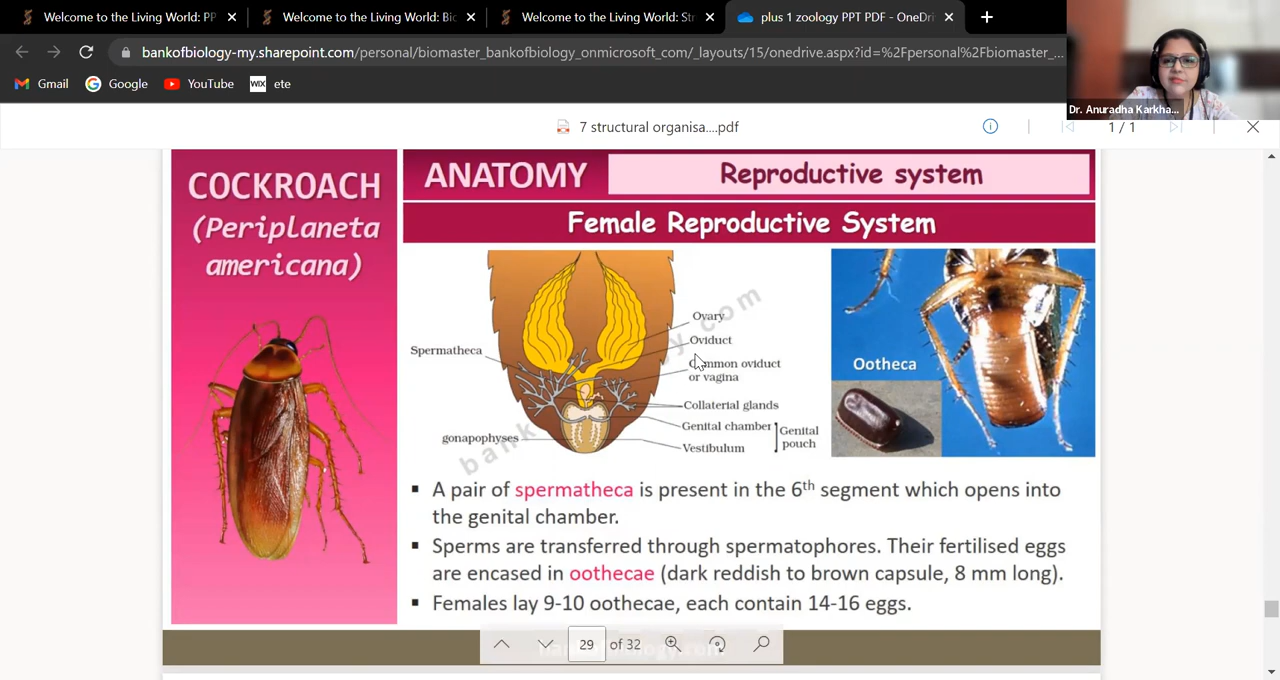 Welcome to the Living World: PP
Welcome to the Living World: Bio
Welcome to the Living World: Str
plus 1 zoology PPT PDF - OneDri
bankofbiology-my.sharepoint.com/personal/biomaster_bankofbiology_onmicrosoft_com/_layouts/15/onedrive.aspx?id=%2Fpersonal%2Fbiomaster_...
Gmail
Google
YouTube
WIX
ete
Dr. Anuradha Karkha...
7 structural organisa....pdf
1 / 1
COCKROACH
(Periplaneta
americana)
ANATOMY
Reproductive system
Female Reproductive System
Ovary
Oviduct
Common oviduct
or vagina
Spermatheca
Collaterial glands
Genital chamber
Genital
pouch
Vestibulum
gonapophyses
Ootheca
▪ A pair of spermatheca is present in the 6th segment which opens into
the genital chamber.
▪ Sperms are transferred through spermatophores. Their fertilised eggs
are encased in oothecae (dark reddish to brown capsule, 8 mm long).
▪ Females lay 9-10 oothecae, each contain 14-16 eggs.
29 of 32